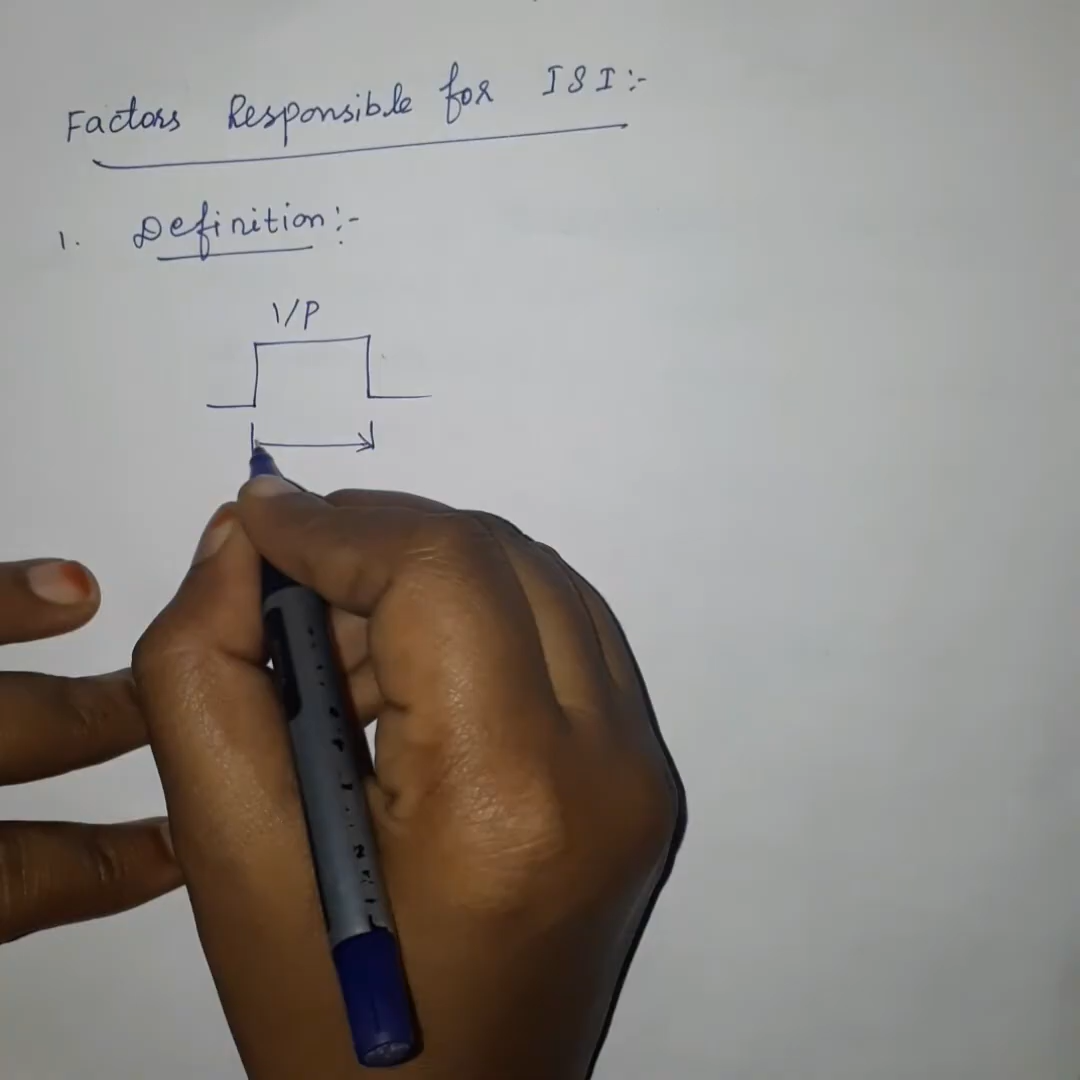 Factors Responsible for ISI:-
1. Definition:-
I/P